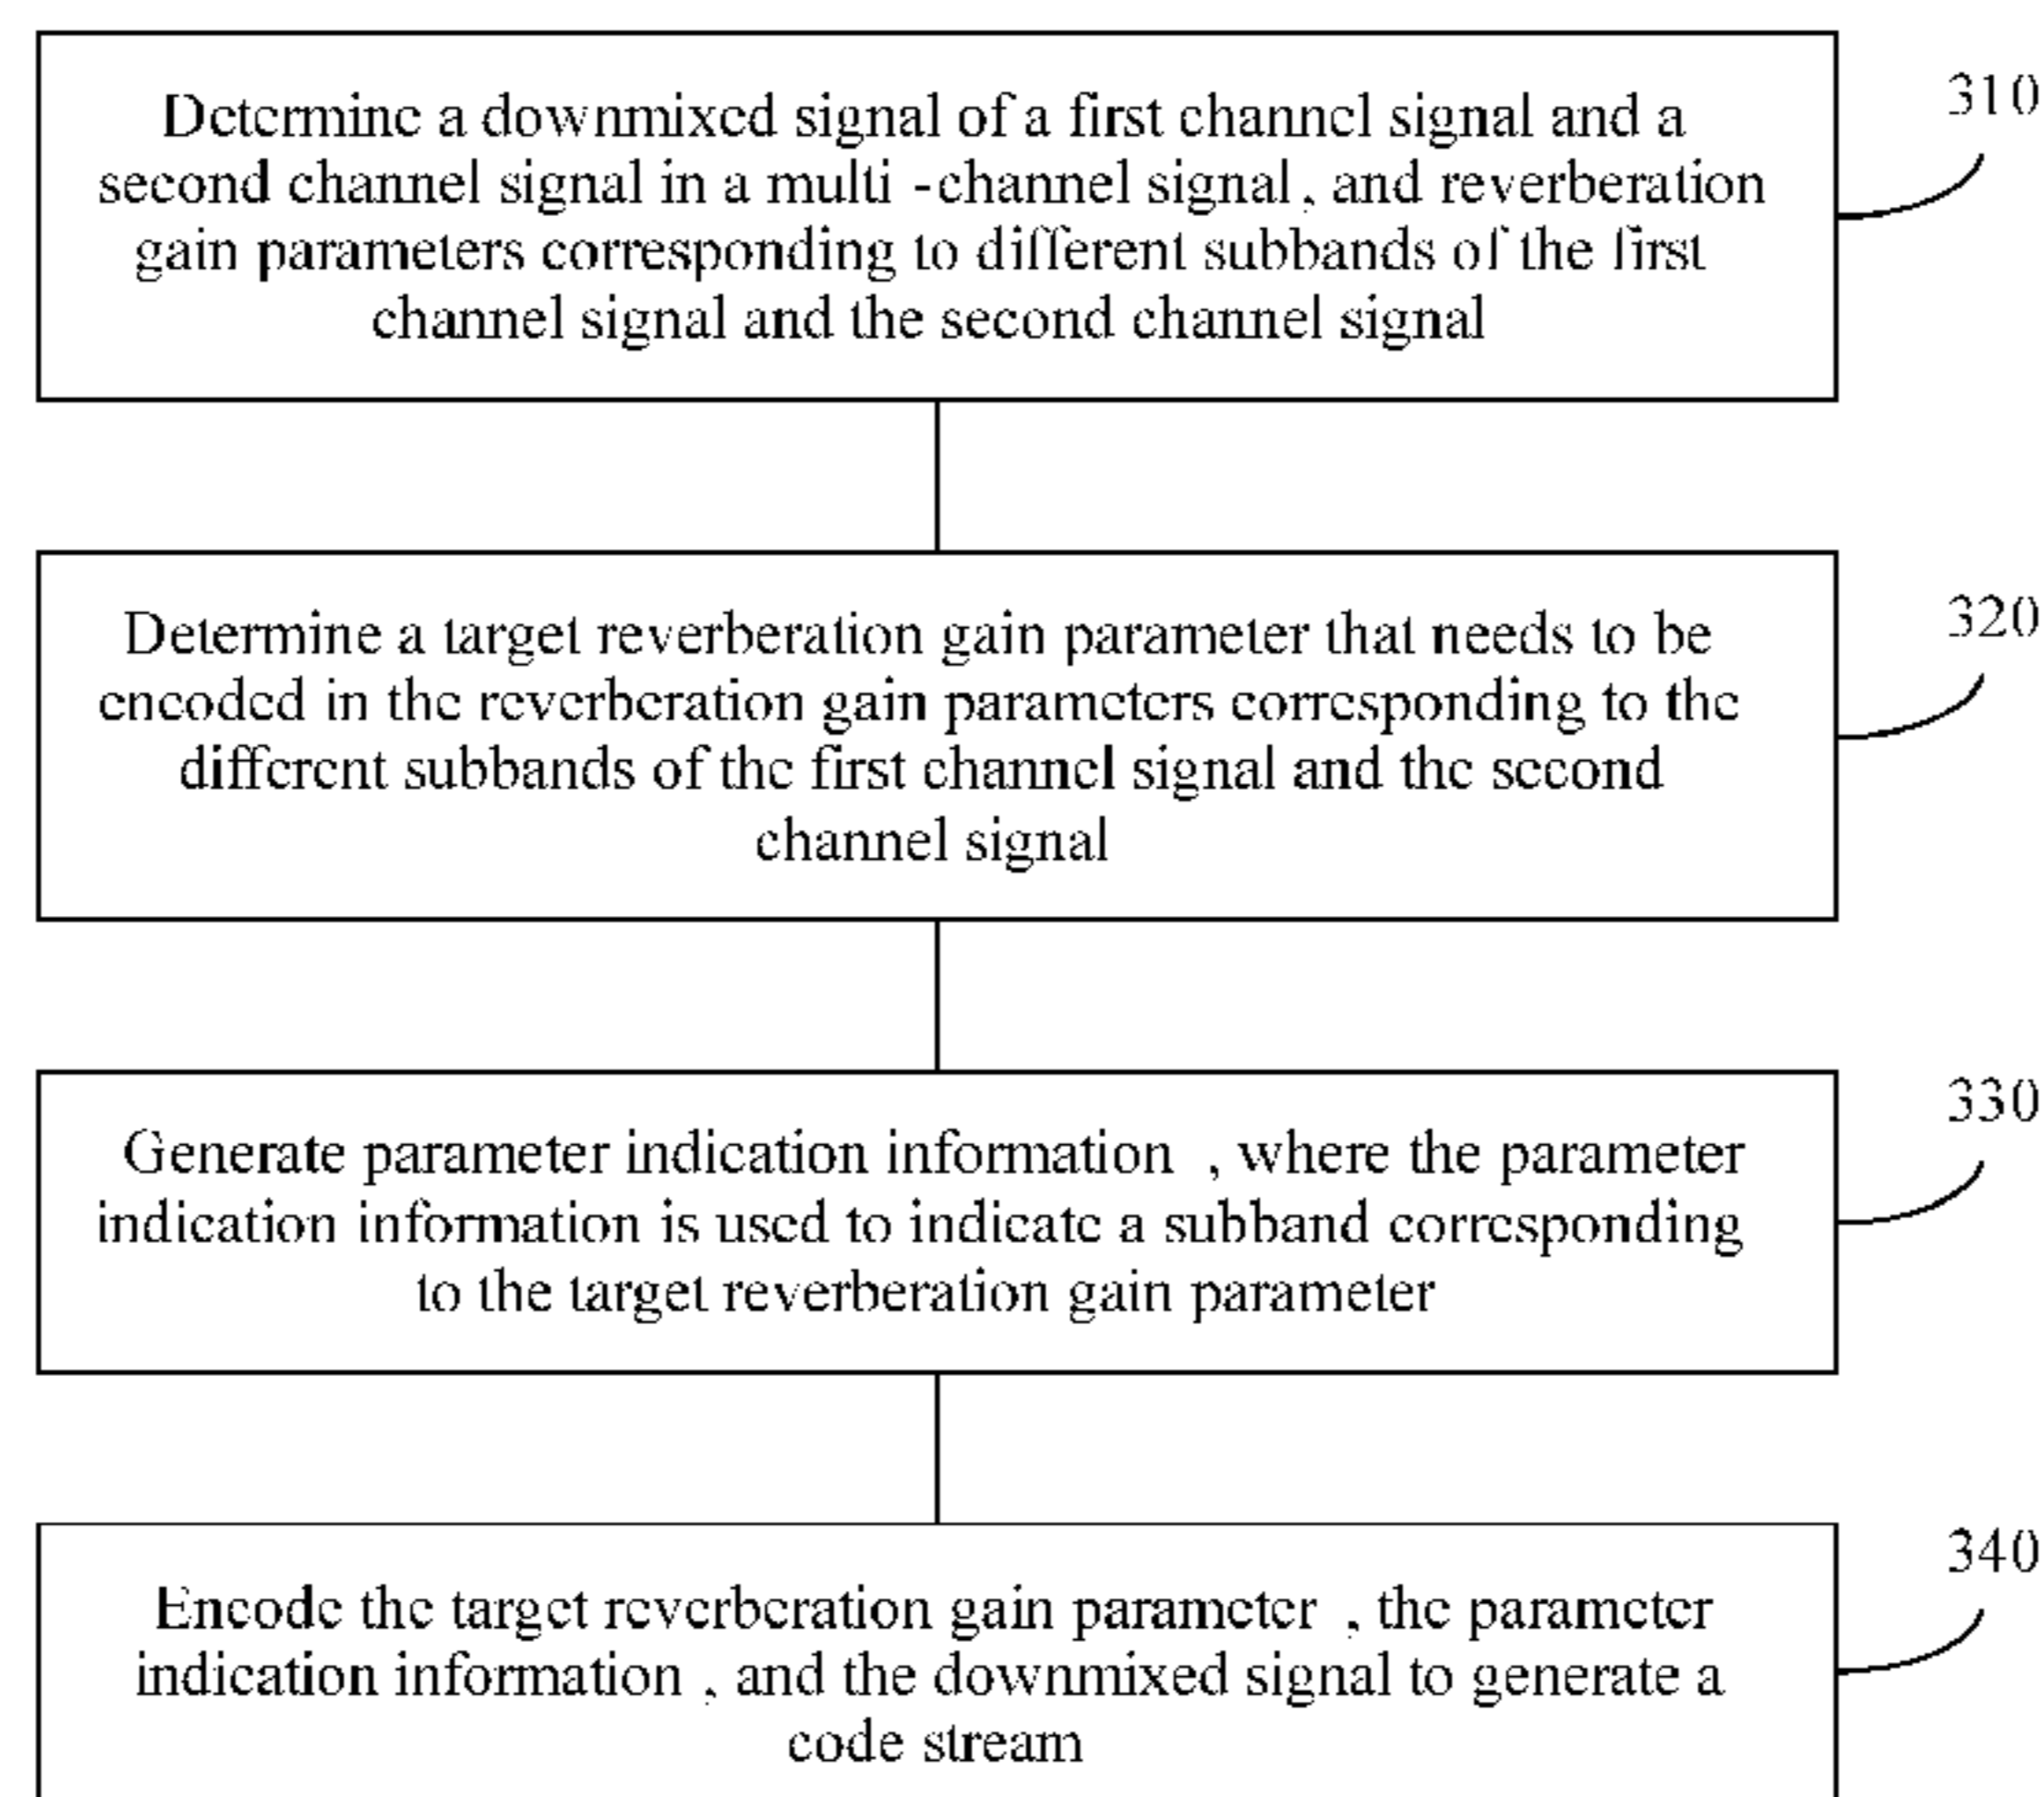 Determine a downmixed signal of a first channel signal and a
310
second channel signal in a multi -channel signal, and reverberation
gain parameters corresponding to different subbands of the first
channel signal and the second channel signal
Determine a target reverberation gain parameter that needs to be
320
encoded in the reverberation gain parameters corresponding to the
different subbands of the first channel signal and the second
channel signal
330
Generate parameter indication information , where the parameter
indication information is used to indicate a subband corresponding
to the target reverberation gain parameter
340
Encode the target reverberation gain parameter , the parameter
indication information , and the downmixed signal to generate a
code stream